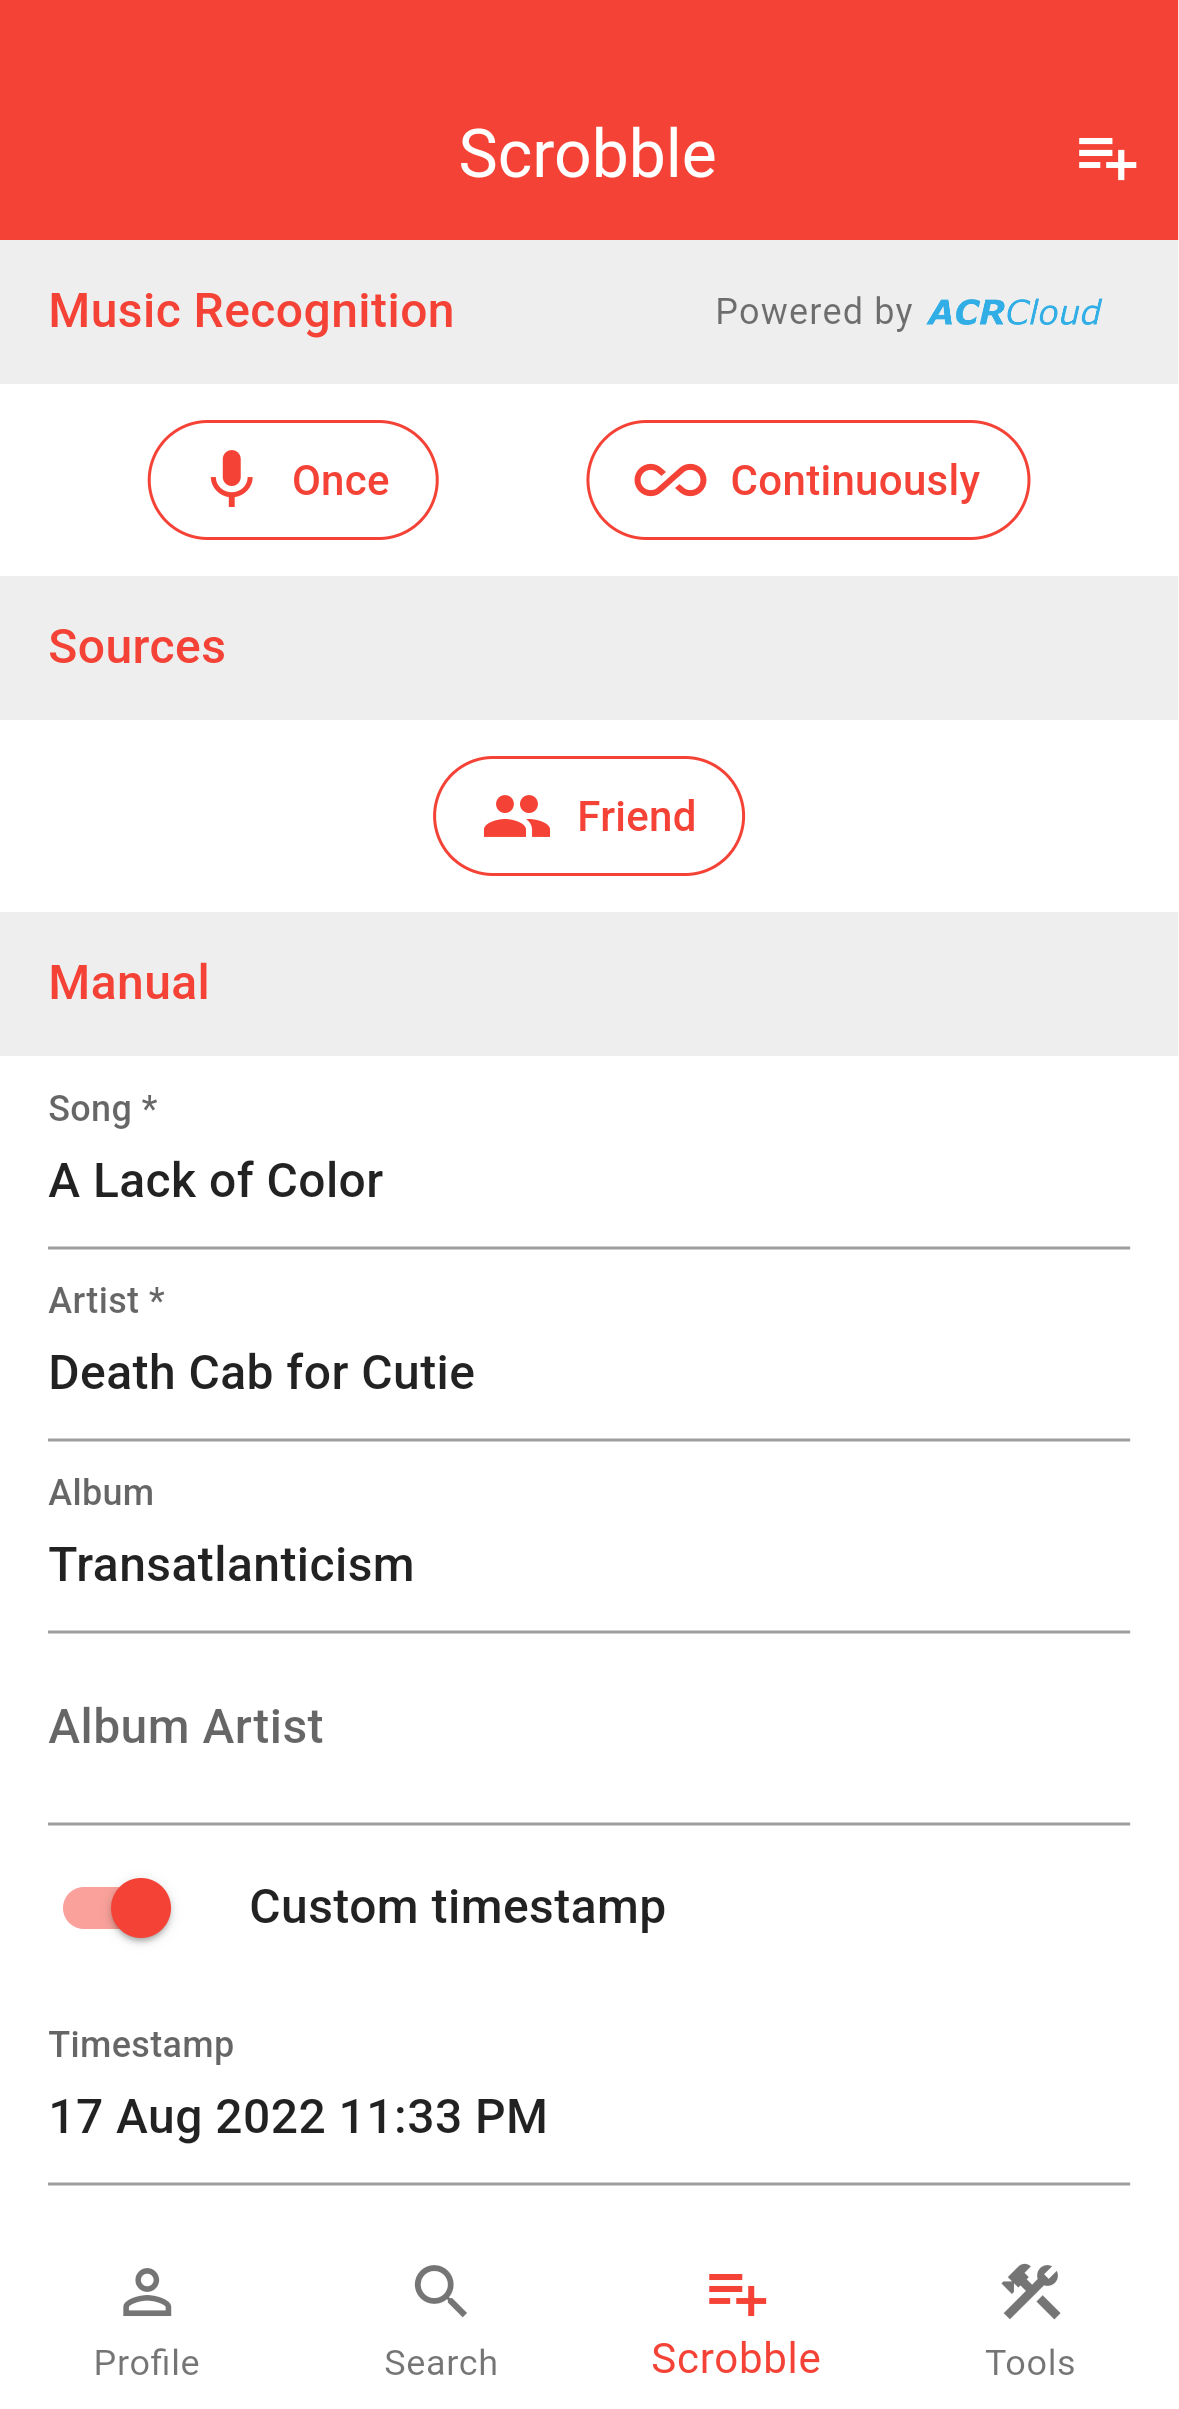 Scrobble
Music Recognition
Powered by ACRCloud
Once
Continuously
Sources
Friend
Manual
Song *
A Lack of Color
Artist *
Death Cab for Cutie
Album
Transatlanticism
Album Artist
Custom timestamp
Timestamp
17 Aug 2022 11:33 PM
Profile
Search
Scrobble
Tools